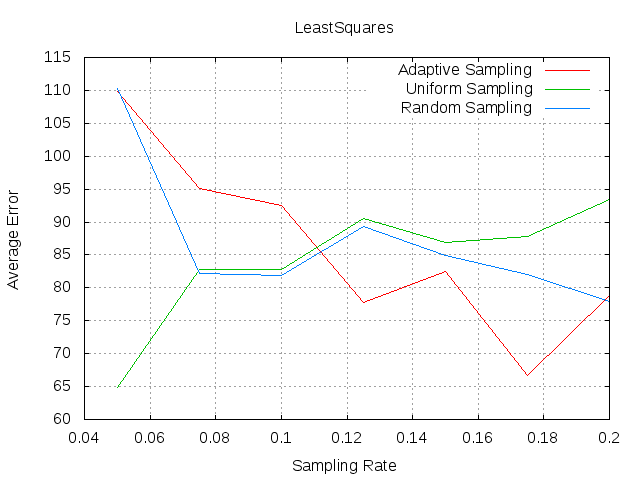 LeastSquares
Adaptive Sampling
Uniform Sampling
Random Sampling
115
110
105
100
95
90
85
80
75
70
65
60
Average Error
0.04 0.06 0.08 0.1 0.12 0.14 0.16 0.18 0.2
Sampling Rate